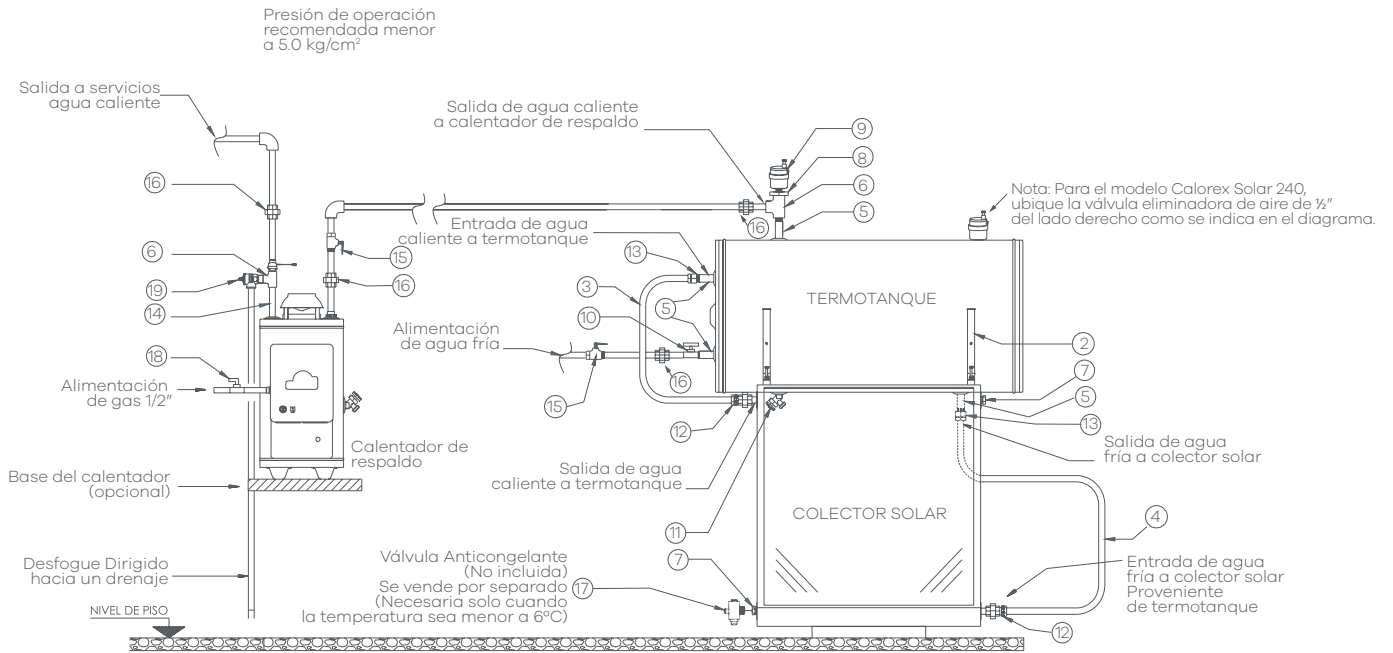 Presión de operación
recomendada menor
a 5.0 kg/cm²
Salida a servicios
agua caliente
Salida de agua caliente
a calentador de respaldo
9
8
6
5
16
Nota: Para el modelo Calorex Solar 240,
ubique la válvula eliminadora de aire de ½"
del lado derecho como se indica en el diagrama.
16
6
19
14
18
15
16
Entrada de agua
caliente a termotanque
13
3
5
10
TERMOTANQUE
Alimentación
de agua fría
15
16
2
7
5
13
Alimentación
de gas 1/2"
Calentador de
respaldo
12
Salida de agua
caliente a termotanque
11
Salida de agua
fría a colector solar
Base del calentador
(opcional)
COLECTOR SOLAR
4
Desfogue Dirigido
hacia un drenaje
Válvula Anticongelante
(No incluida)
Se vende por separado
(Necesaria solo cuando
la temperatura sea menor a 6ºC)
17
7
Entrada de agua
fría a colector solar
Proveniente
de termotanque
12
NIVEL DE PISO